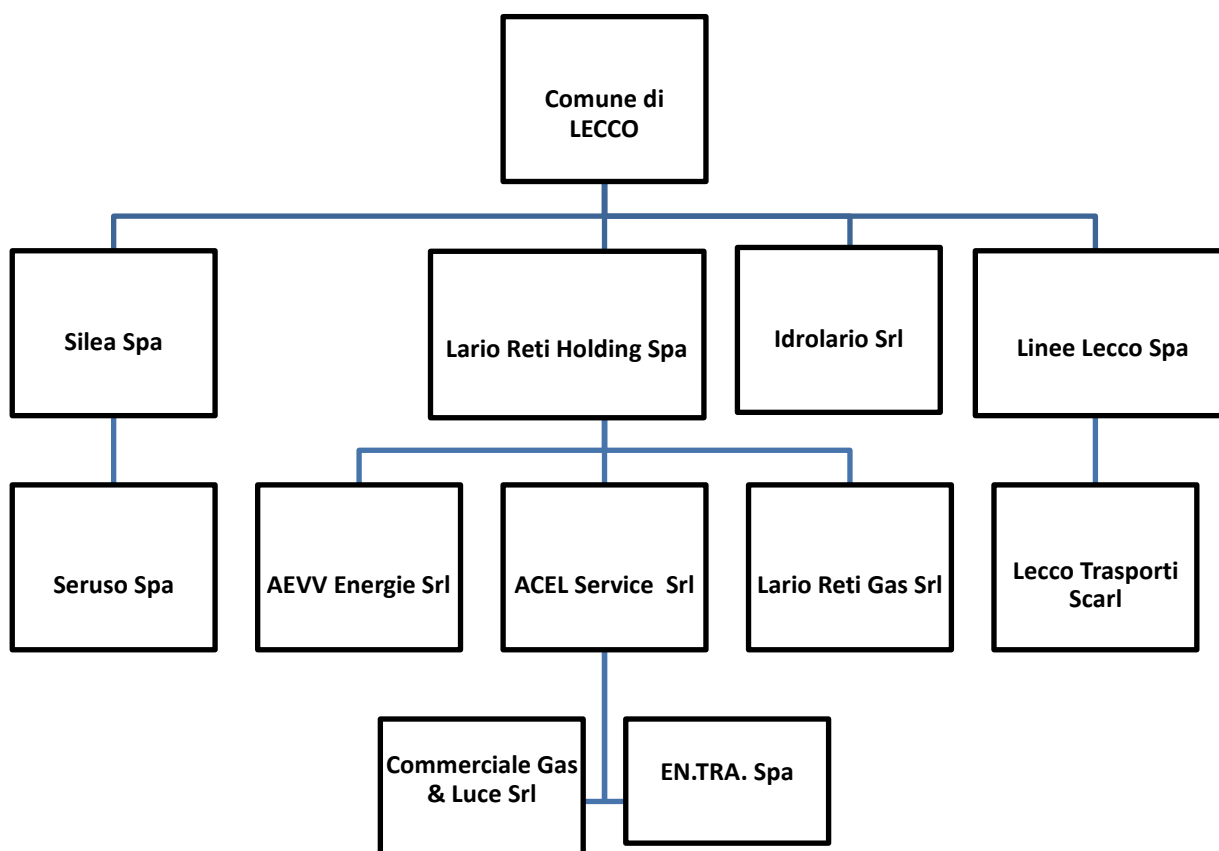 Comune di
LECCO
Silea Spa
Lario Reti Holding Spa
Idrolario Srl
Linee Lecco Spa
Seruso Spa
AEVV Energie Srl
ACEL Service  Srl
Lario Reti Gas Srl
Lecco Trasporti
Scarl
Commerciale Gas
& Luce Srl
EN.TRA. Spa